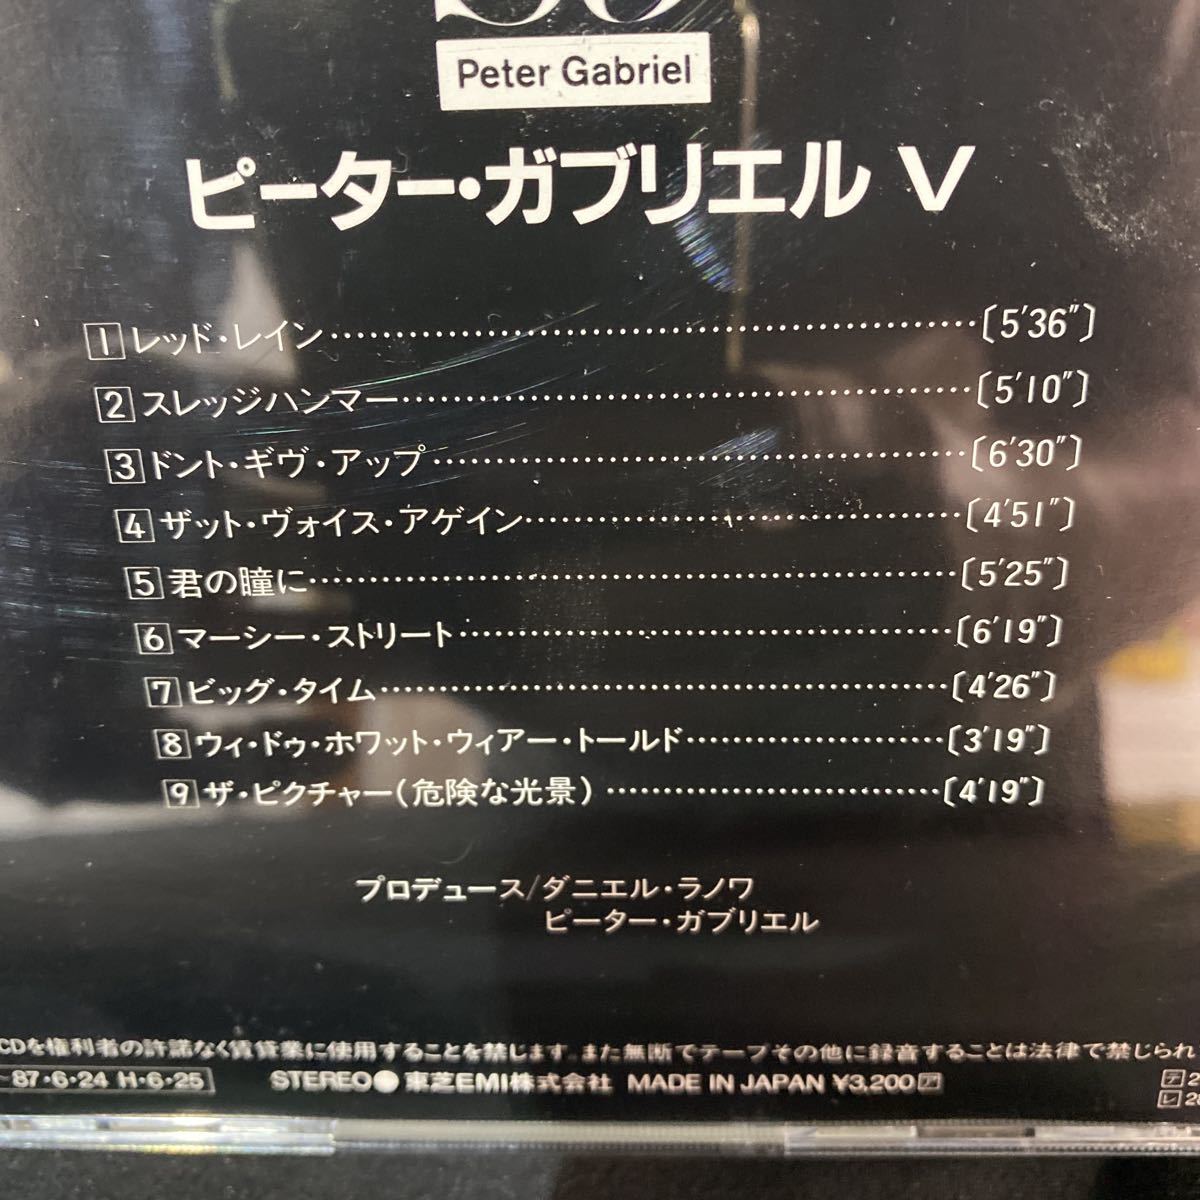 So
Peter Gabriel
ピーター・ガブリエル V
1 レッド・レイン〔5'36"〕
2 スレッジハンマー〔5'10"〕
3 ドント・ギヴ・アップ〔6'30"〕
4 ザット・ヴォイス・アゲイン〔4'51"〕
5 君の瞳に〔5'25"〕
6 マーシー・ストリート〔6'19"〕
7 ビッグ・タイム〔4'26"〕
8 ウィ・ドゥ・ホワット・ウィアー・トールド〔3'19"〕
9 ザ・ピクチャー(危険な光景)〔4'19"〕
プロデュース/ダニエル・ラノワ
ピーター・ガブリエル
CDを権利者の許諾なく賃貸業に使用することを禁じます。また無断でテープその他に録音することは法律で禁じられ
87・6・24 H・6・25
STEREO 東芝EMI株式会社 MADE IN JAPAN ¥3,200 ア
テ 2
レ 28